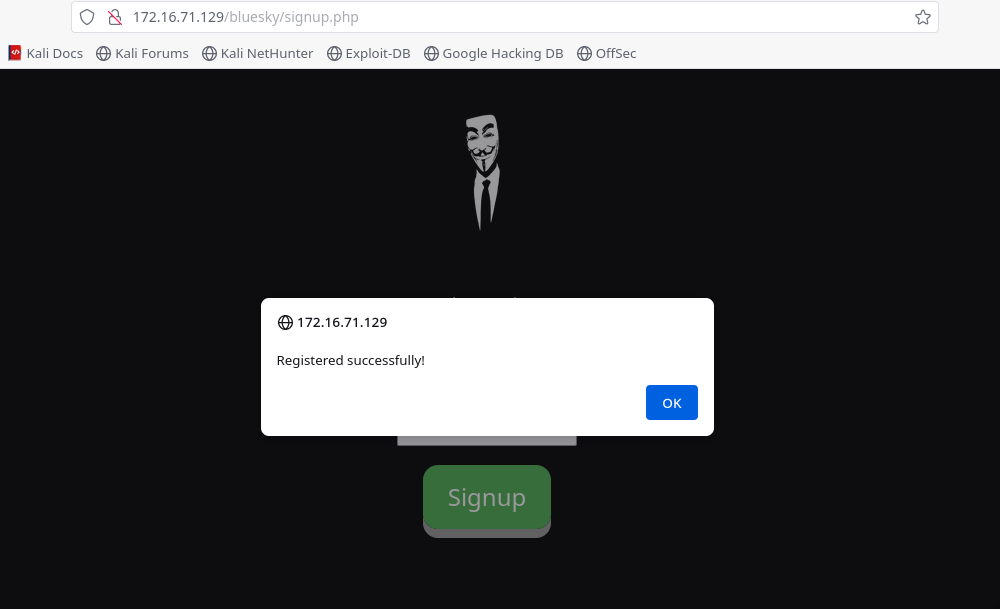 172.16.71.129/bluesky/signup.php
Kali Docs Kali Forums Kali NetHunter Exploit-DB Google Hacking DB OffSec
172.16.71.129
Registered successfully!
OK
Signup